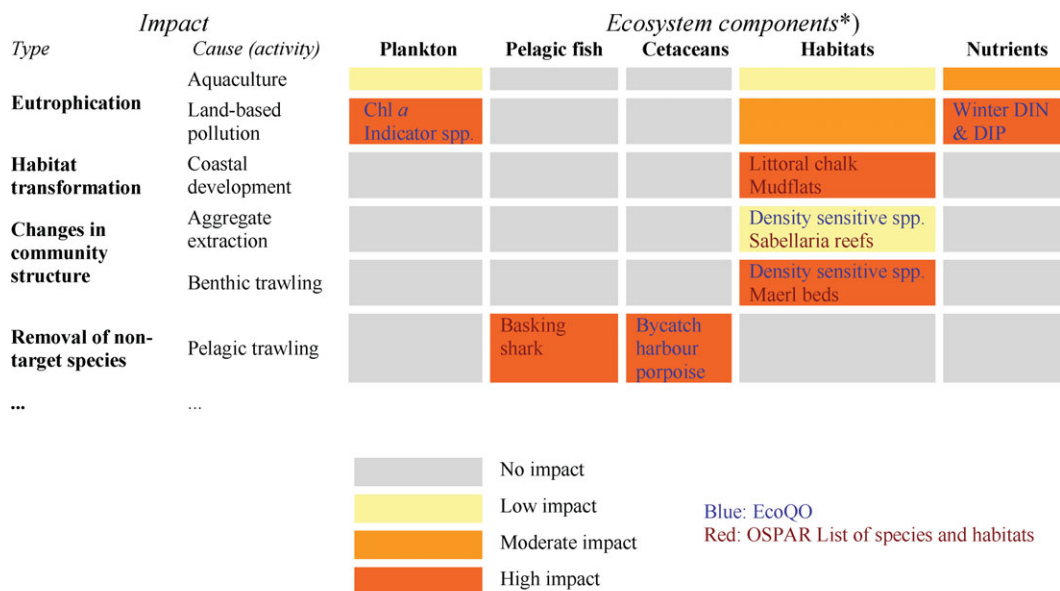 Impact Ecosystem components*)
Type Cause (activity) Plankton Pelagic fish Cetaceans Habitats Nutrients
Eutrophication
Aquaculture
Land-based
pollution
Chl a
Indicator spp.
Winter DIN
& DIP
Habitat
transformation
Coastal
development
Littoral chalk
Mudflats
Changes in
community
structure
Aggregate
extraction
Density sensitive spp.
Sabellaria reefs
Benthic trawling
Density sensitive spp.
Maerl beds
Removal of non-
target species
Pelagic trawling
Basking
shark
Bycatch
harbour
porpoise
... ...
No impact
Low impact
Moderate impact
High impact
Blue: EcoQO
Red: OSPAR List of species and habitats